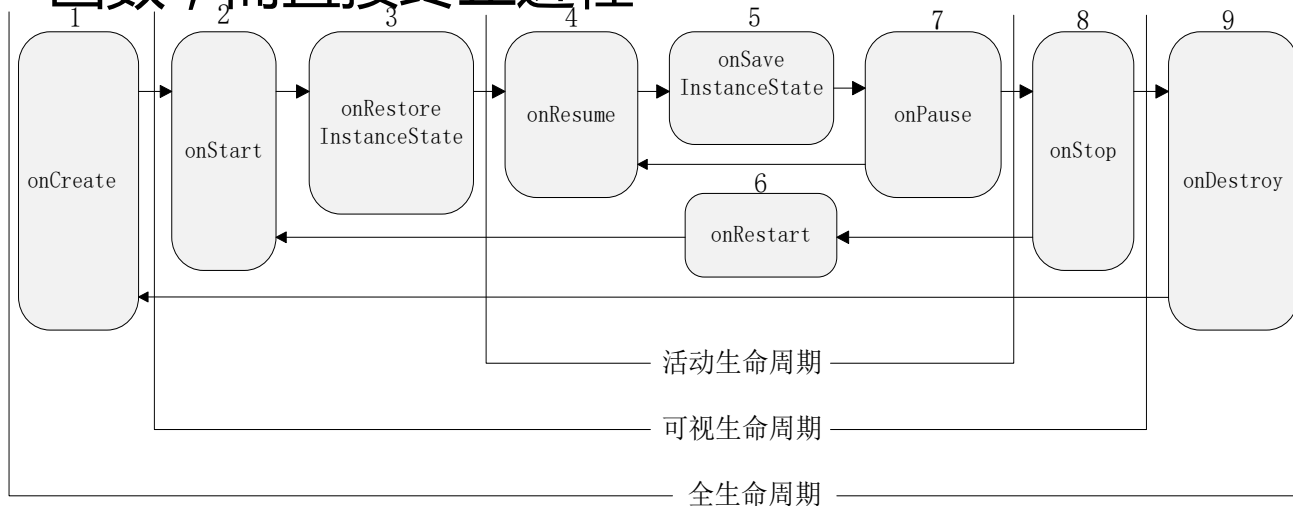 1
2
3
4
5
7
8
9
onCreate
onStart
onRestore
InstanceState
onResume
onSave
InstanceState
onPause
onStop
onDestroy
6
onRestart
活动生命周期
可视生命周期
全生命周期